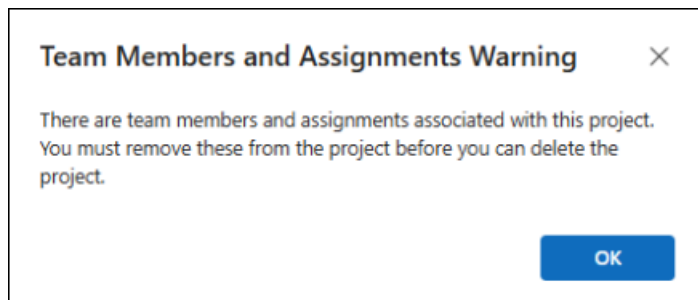 Team Members and Assignments Warning
There are team members and assignments associated with this project.
You must remove these from the project before you can delete the
project.
OK